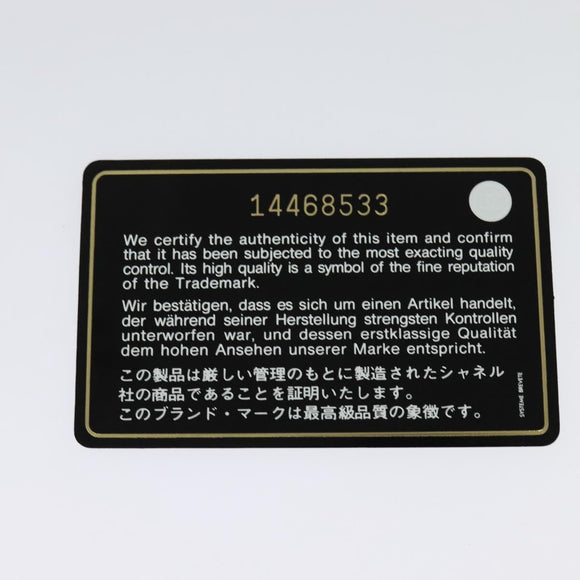 14468533
We certify the authenticity of this item and confirm
that it has been subjected to the most exacting quality
control. Its high quality is a symbol of the fine reputation
of the Trademark.
Wir bestätigen, dass es sich um einen Artikel handelt,
der während seiner Herstellung strengsten Kontrollen
unterworfen war, und dessen erstklassige Qualität
dem hohen Ansehen unserer Marke entspricht.
この製品は厳しい管理のもとに製造されたシャネル
社の商品であることを証明いたします。
このブランド・マークは最高級品質の象徴です。
SYSTEME BREVETE